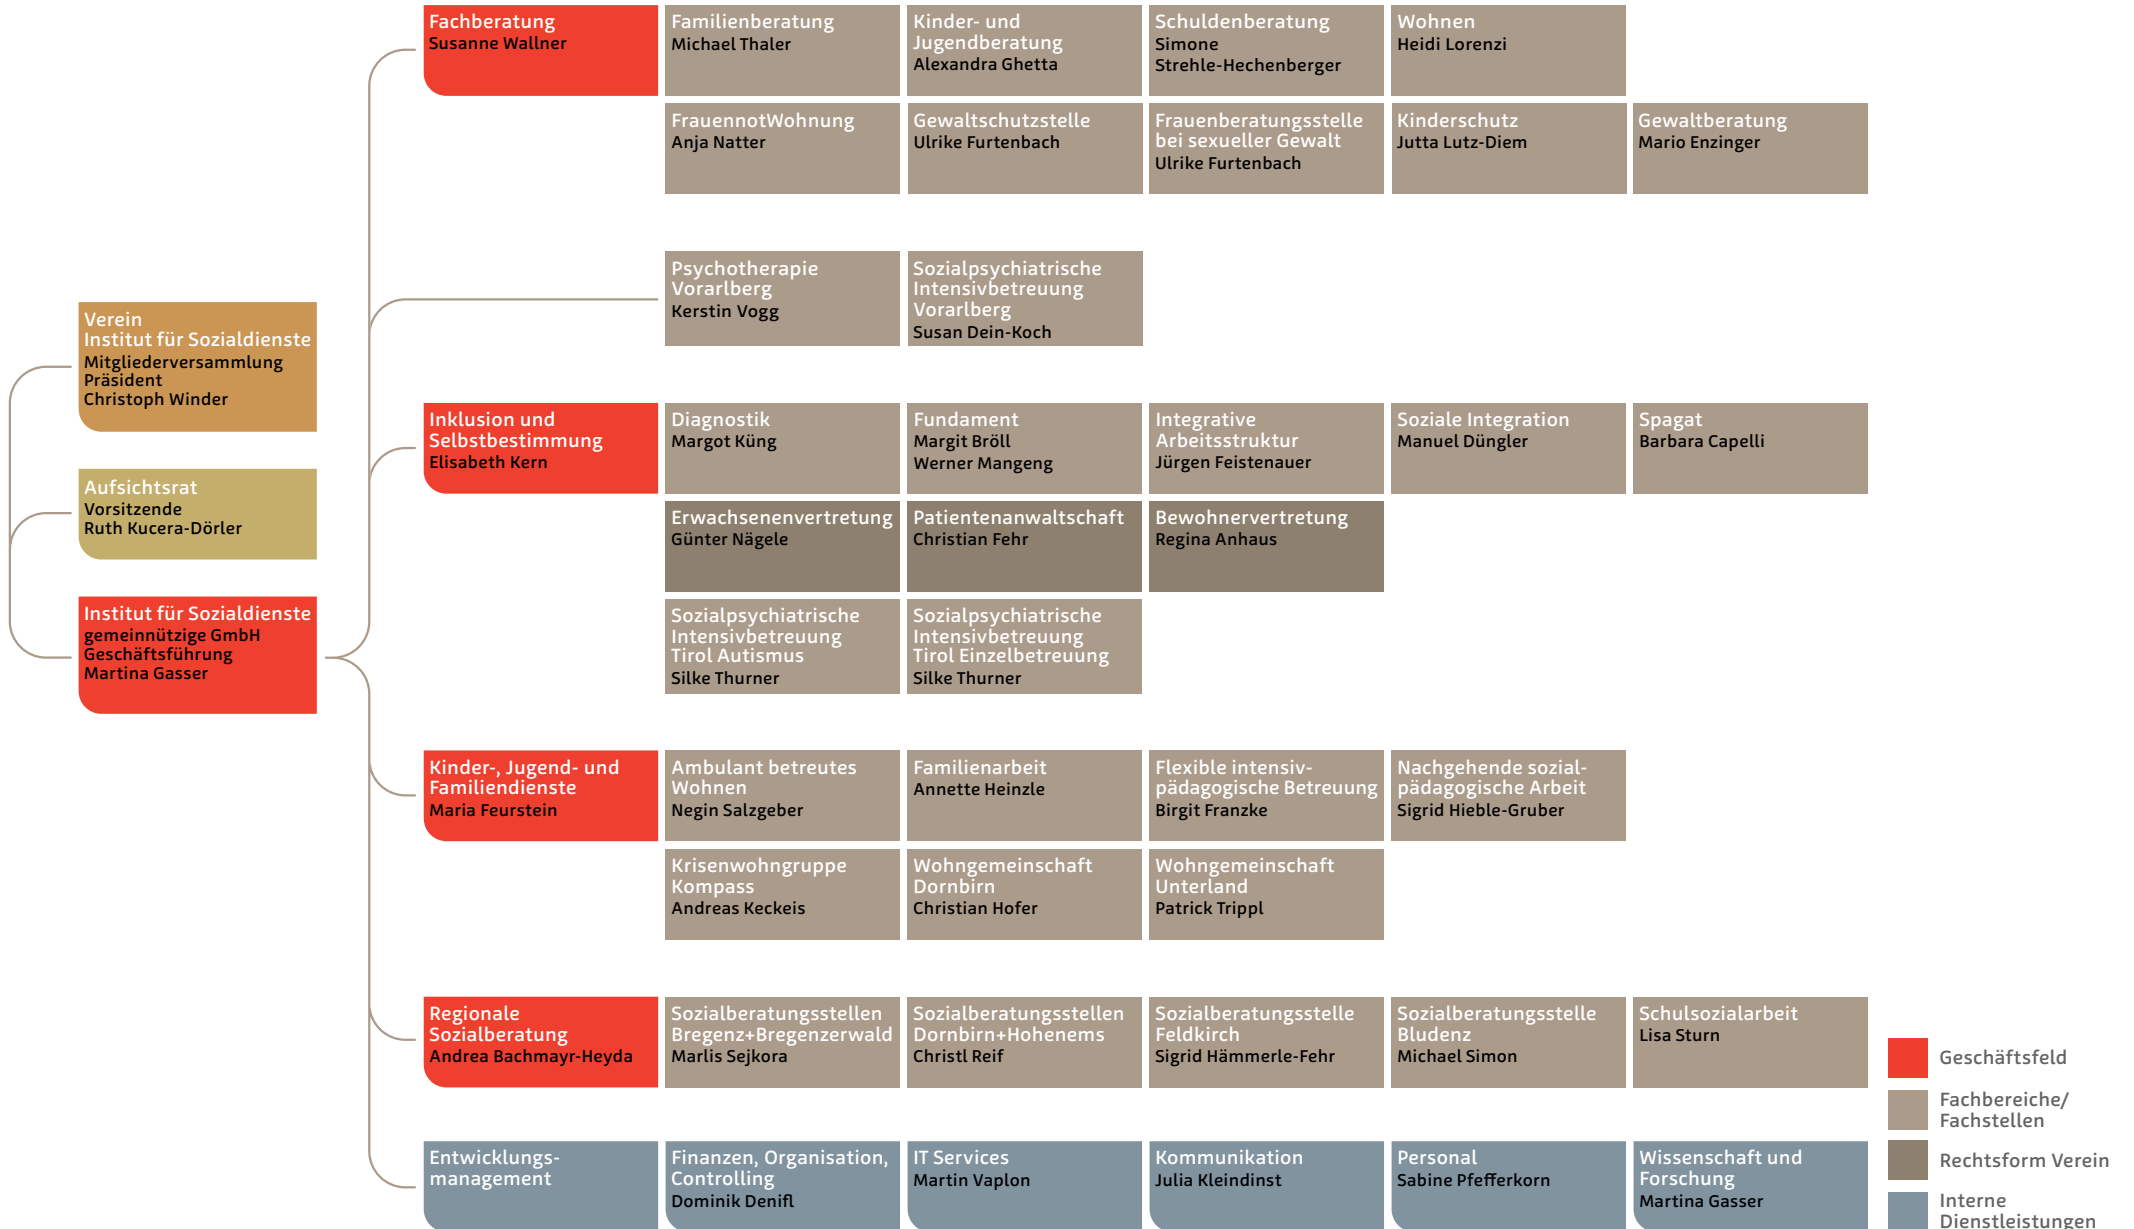 Fachberatung
Susanne Wallner
Familienberatung
Michael Thaler
Kinder- und
Jugendberatung
Alexandra Ghetta
Schuldenberatung
Simone
Strehle-Hechenberger
Wohnen
Heidi Lorenzi
FrauennotWohnung
Anja Natter
Gewaltschutzstelle
Ulrike Furtenbach
Frauenberatungsstelle
bei sexueller Gewalt
Ulrike Furtenbach
Kinderschutz
Jutta Lutz-Diem
Gewaltberatung
Mario Enzinger
Psychotherapie
Vorarlberg
Kerstin Vogg
Sozialpsychiatrische
Intensivbetreuung
Vorarlberg
Susan Dein-Koch
Verein
Institut für Sozialdienste
Mitgliederversammlung
Präsident
Christoph Winder
Aufsichtsrat
Vorsitzende
Ruth Kucera-Dörler
Institut für Sozialdienste
gemeinnützige GmbH
Geschäftsführung
Martina Gasser
Inklusion und
Selbstbestimmung
Elisabeth Kern
Diagnostik
Margot Küng
Fundament
Margit Bröll
Werner Mangeng
Integrative
Arbeitsstruktur
Jürgen Feistenauer
Soziale Integration
Manuel Düngler
Spagat
Barbara Capelli
Erwachsenenvertretung
Günter Nägele
Patientenanwaltschaft
Christian Fehr
Bewohnervertretung
Regina Anhaus
Sozialpsychiatrische
Intensivbetreuung
Tirol Autismus
Silke Thurner
Sozialpsychiatrische
Intensivbetreuung
Tirol Einzelbetreuung
Silke Thurner
Kinder-, Jugend- und
Familiendienste
Maria Feurstein
Ambulant betreutes
Wohnen
Negin Salzgeber
Familienarbeit
Annette Heinzle
Flexible intensiv-
pädagogische Betreuung
Birgit Franzke
Nachgehende sozial-
pädagogische Arbeit
Sigrid Hieble-Gruber
Krisenwohngruppe
Kompass
Andreas Keckeis
Wohngemeinschaft
Dornbirn
Christian Hofer
Wohngemeinschaft
Unterland
Patrick Trippl
Regionale
Sozialberatung
Andrea Bachmayr-Heyda
Sozialberatungsstellen
Bregenz+Bregenzerwald
Marlis Sejkora
Sozialberatungsstellen
Dornbirn+Hohenems
Christl Reif
Sozialberatungsstelle
Feldkirch
Sigrid Hämmerle-Fehr
Sozialberatungsstelle
Bludenz
Michael Simon
Schulsozialarbeit
Lisa Sturn
Entwicklungs-
management
Finanzen, Organisation,
Controlling
Dominik Denifl
IT Services
Martin Vaplon
Kommunikation
Julia Kleindinst
Personal
Sabine Pfefferkorn
Wissenschaft und
Forschung
Martina Gasser
Geschäftsfeld
Fachbereiche/
Fachstellen
Rechtsform Verein
Interne
Dienstleistungen